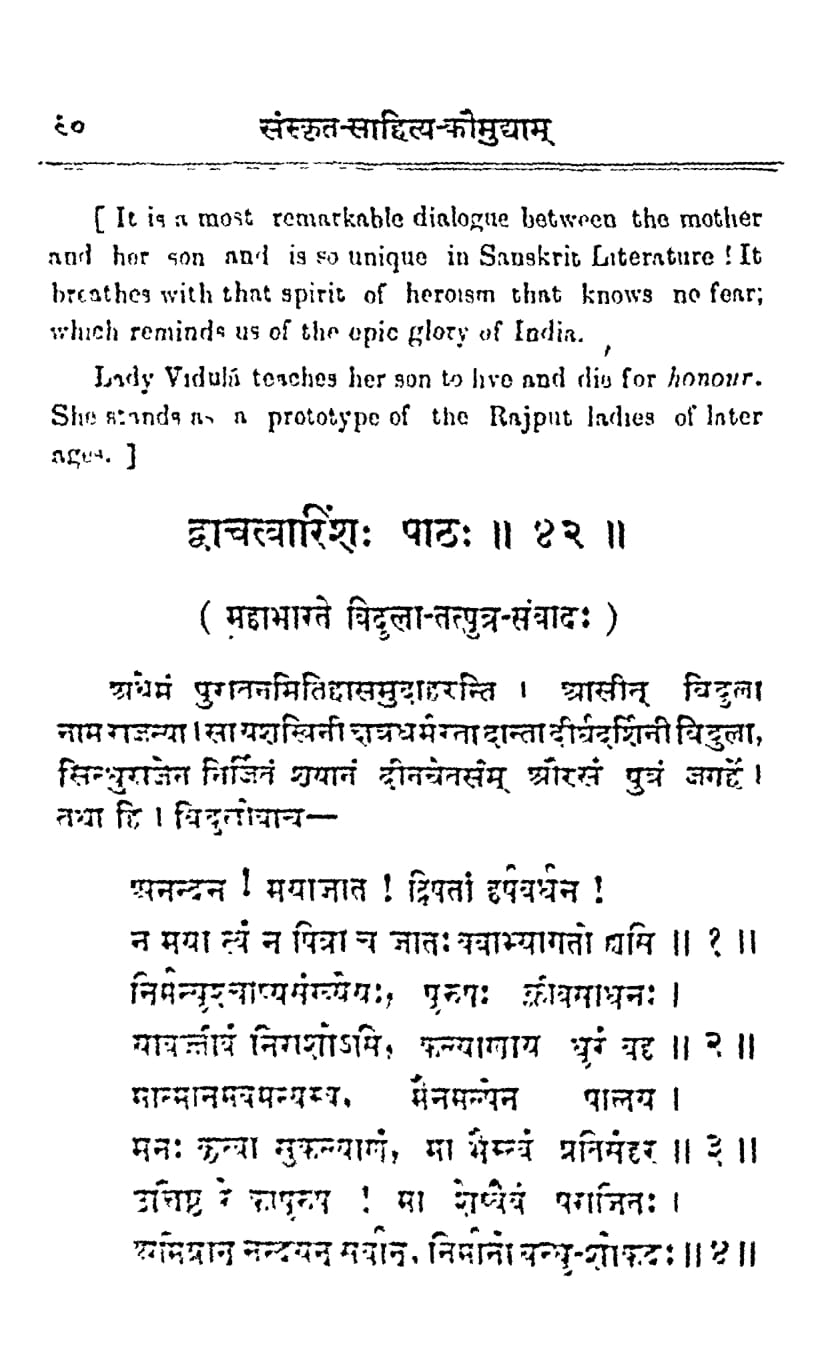 ६०
संस्कृत-साहित्य-कौमुद्याम्
[ It is a most remarkable dialogue between the mother
and her son and is so unique in Sanskrit Literature ! It
breathes with that spirit of heroism that knows no fear;
which reminds us of the epic glory of India.
Lady Vidulá teaches her son to live and die for honour.
She stands as a prototype of the Rajput ladies of later
ages. ]
द्वाचत्वारिंशः पाठः ॥ ४२ ॥
( महाभारते विदुला-तत्पुत्र-संवादः )
अथेमं पुरातनमितिहासमुदाहरन्ति । आसीत् विदुला
नाम राजन्या । सा यशस्विनी क्षत्रधर्मरता दान्ता दीर्घदर्शिनी विदुला,
सिन्धुराजेन निर्जितं शयानं दीनचेतसंम् औरसं पुत्रं जगर्हे ।
तथा हि । विदुलोवाच—
अनन्दन ! मयाजात ! द्विषतां हर्षवर्धन !
न मया त्वं न पित्रा च जातः क्वाभ्यागतो ह्यसि ॥ १ ॥
निर्मन्युश्चाप्यसंख्येयः, पुरुषः क्लीबसाधनः ।
यावज्जीवं निराशोऽसि, कल्याणाय धुरं वह ॥ २ ॥
मात्मानमवमन्यस्व, मैनमल्पेन पालय ।
मनः कृत्वा सुकल्याणं, मा भैस्त्वं प्रतिसंहर ॥ ३ ॥
उत्तिष्ठ रे कापुरुष ! मा शेष्वैवं पराजितः ।
अमित्रान् नन्दयन् सर्वान्, निर्मानो बन्धु-शोकदः ॥ ४ ॥